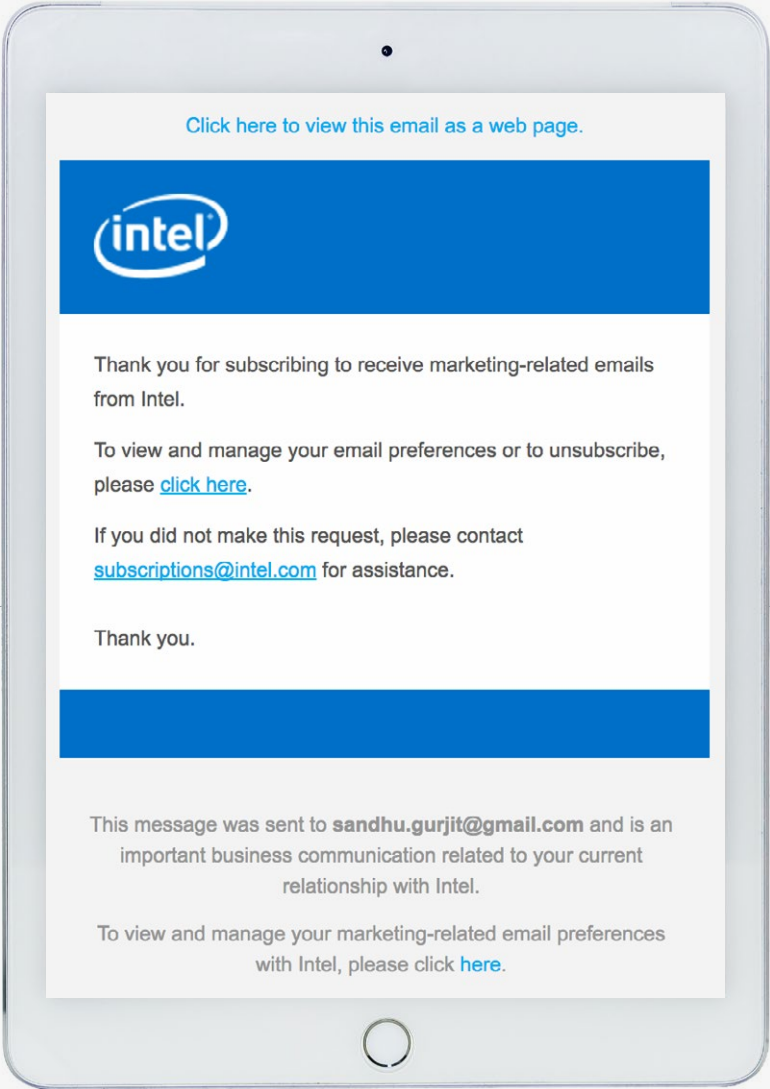 Click here to view this email as a web page.
intel
Thank you for subscribing to receive marketing-related emails
from Intel.
To view and manage your email preferences or to unsubscribe,
please click here.
If you did not make this request, please contact
subscriptions@intel.com for assistance.
Thank you.
This message was sent to sandhu.gurjit@gmail.com and is an
important business communication related to your current
relationship with Intel.
To view and manage your marketing-related email preferences
with Intel, please click here.